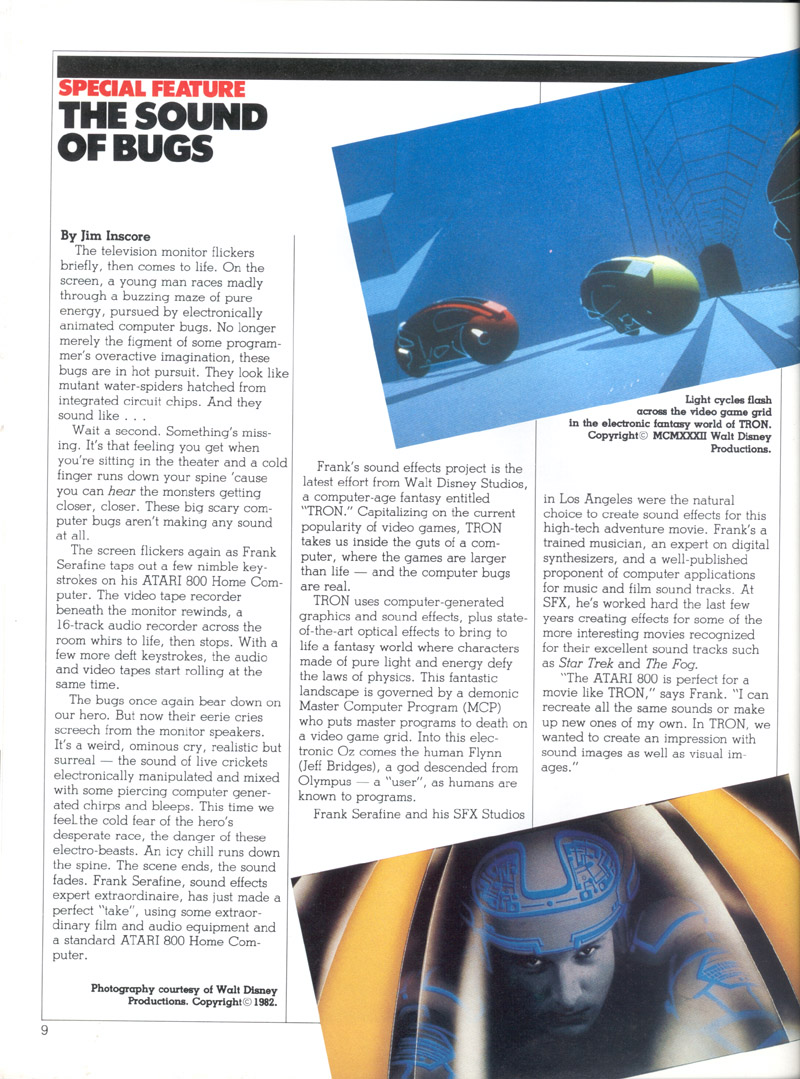 SPECIAL FEATURE
THE SOUND
OF BUGS
By Jim Inscore
The television monitor flickers
briefly, then comes to life. On the
screen, a young man races madly
through a buzzing maze of pure
energy, pursued by electronically
animated computer bugs. No longer
merely the figment of some program-
mer's overactive imagination, these
bugs are in hot pursuit. They look like
mutant water-spiders hatched from
integrated circuit chips. And they
sound like . . .
Wait a second. Something's miss-
ing. It's that feeling you get when
you're sitting in the theater and a cold
finger runs down your spine 'cause
you can hear the monsters getting
closer, closer. These big scary com-
puter bugs aren't making any sound
at all.
The screen flickers again as Frank
Serafine taps out a few nimble key-
strokes on his ATARI 800 Home Com-
puter. The video tape recorder
beneath the monitor rewinds, a
16-track audio recorder across the
room whirs to life, then stops. With a
few more deft keystrokes, the audio
and video tapes start rolling at the
same time.
The bugs once again bear down on
our hero. But now their eerie cries
screech from the monitor speakers.
It's a weird, ominous cry, realistic but
surreal — the sound of live crickets
electronically manipulated and mixed
with some piercing computer gener-
ated chirps and bleeps. This time we
feel the cold fear of the hero's
desperate race, the danger of these
electro-beasts. An icy chill runs down
the spine. The scene ends, the sound
fades. Frank Serafine, sound effects
expert extraordinaire, has just made a
perfect "take", using some extraor-
dinary film and audio equipment and
a standard ATARI 800 Home Com-
puter.
Photography courtesy of Walt Disney
Productions. Copyright© 1982.
9
Light cycles flash
across the video game grid
in the electronic fantasy world of TRON.
Copyright© MCMXXXII Walt Disney
Productions.
Frank's sound effects project is the
latest effort from Walt Disney Studios,
a computer-age fantasy entitled
"TRON." Capitalizing on the current
popularity of video games, TRON
takes us inside the guts of a com-
puter, where the games are larger
than life — and the computer bugs
are real.
TRON uses computer-generated
graphics and sound effects, plus state-
of-the-art optical effects to bring to
life a fantasy world where characters
made of pure light and energy defy
the laws of physics. This fantastic
landscape is governed by a demonic
Master Computer Program (MCP)
who puts master programs to death on
a video game grid. Into this elec-
tronic Oz comes the human Flynn
(Jeff Bridges), a god descended from
Olympus — a "user", as humans are
known to programs.
Frank Serafine and his SFX Studios
in Los Angeles were the natural
choice to create sound effects for this
high-tech adventure movie. Frank's a
trained musician, an expert on digital
synthesizers, and a well-published
proponent of computer applications
for music and film sound tracks. At
SFX, he's worked hard the last few
years creating effects for some of the
more interesting movies recognized
for their excellent sound tracks such
as Star Trek and The Fog.
"The ATARI 800 is perfect for a
movie like TRON," says Frank. "I can
recreate all the same sounds or make
up new ones of my own. In TRON, we
wanted to create an impression with
sound images as well as visual im-
ages."